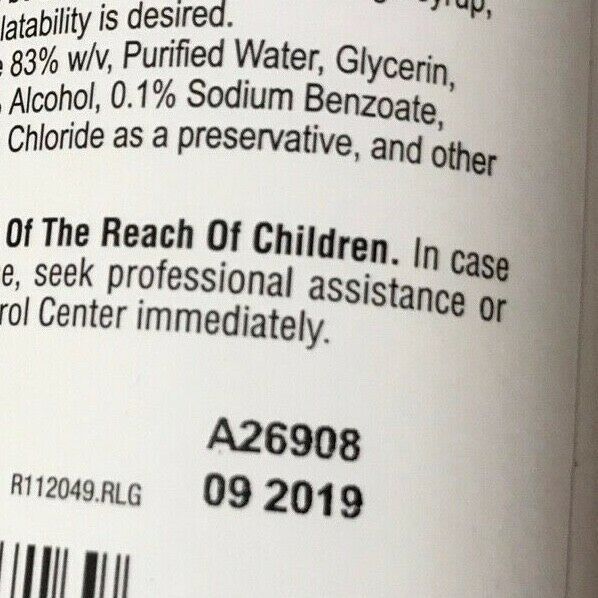 latability is desired.
83% w/v, Purified Water, Glycerin,
Alcohol, 0.1% Sodium Benzoate,
Chloride as a preservative, and other
Of The Reach Of Children. In case
e, seek professional assistance or
rol Center immediately.
A26908
R112049.RLG 09 2019